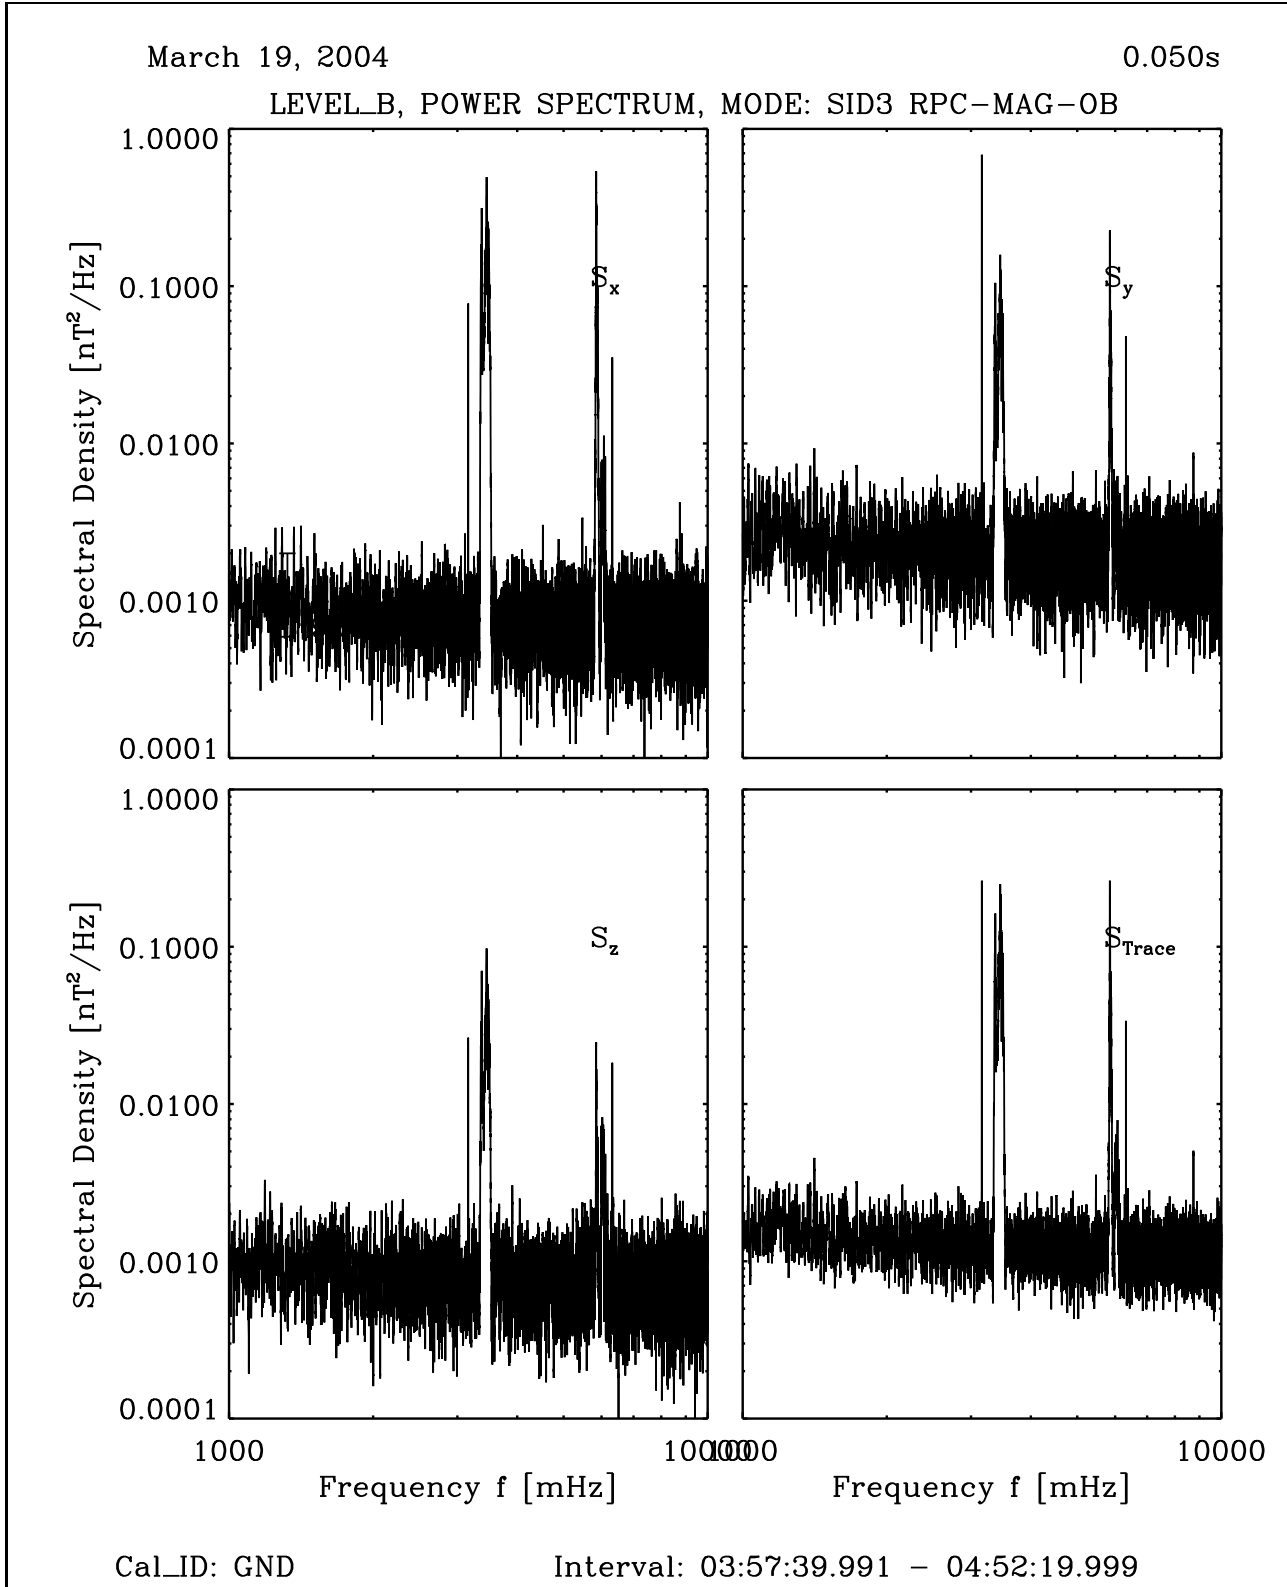 March 19, 2004 0.050s
LEVEL_B, POWER SPECTRUM, MODE: SID3 RPC-MAG-OB
1.0000
0.1000
0.0100
0.0010
0.0001
Spectral Density [nT²/Hz]
Sx
Sy
1.0000
0.1000
0.0100
0.0010
0.0001
Spectral Density [nT²/Hz]
Sz
STrace
1000 10000 1000 10000
Frequency f [mHz] Frequency f [mHz]
Cal_ID: GND Interval: 03:57:39.991 - 04:52:19.999